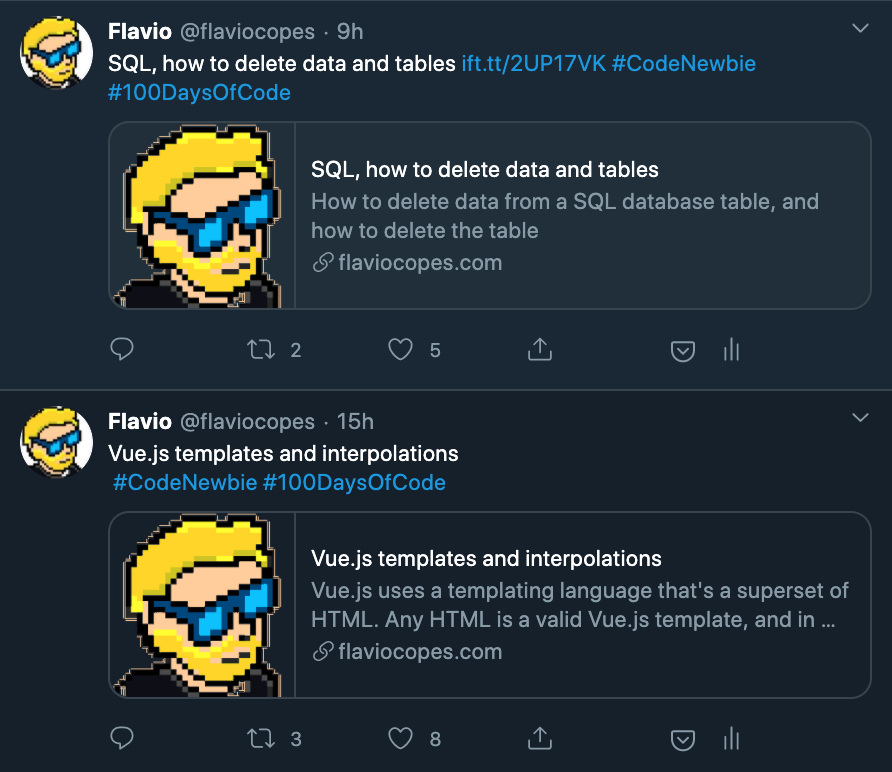 Flavio @flaviocopes · 9h
SQL, how to delete data and tables ift.tt/2UP17VK #CodeNewbie
#100DaysOfCode
SQL, how to delete data and tables
How to delete data from a SQL database table, and
how to delete the table
flaviocopes.com
2 5
Flavio @flaviocopes · 15h
Vue.js templates and interpolations
#CodeNewbie #100DaysOfCode
Vue.js templates and interpolations
Vue.js uses a templating language that's a superset of
HTML. Any HTML is a valid Vue.js template, and in ...
flaviocopes.com
3 8